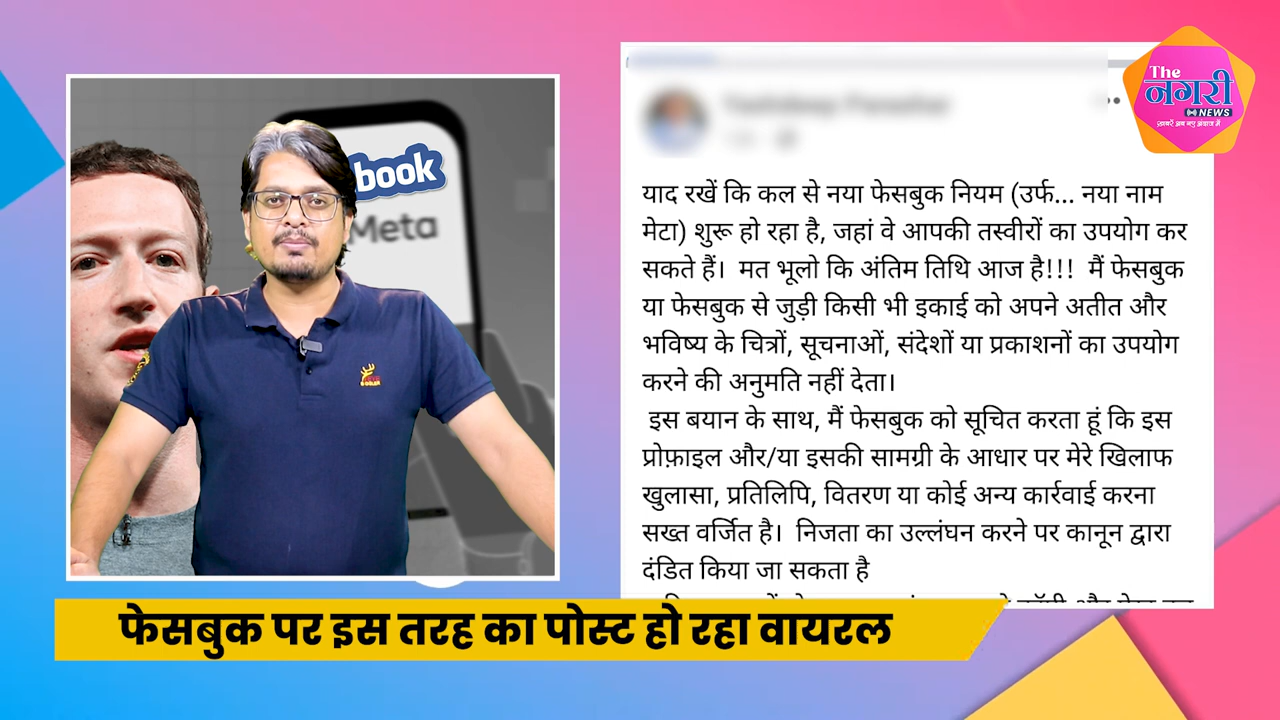 The
नगरी
NEWS
ख़बरें अब नए अंदाज में
book
Meta
याद रखें कि कल से नया फेसबुक नियम (उर्फ... नया नाम
मेटा) शुरू हो रहा है, जहां वे आपकी तस्वीरों का उपयोग कर
सकते हैं।  मत भूलो कि अंतिम तिथि आज है!!!  मैं फेसबुक
या फेसबुक से जुड़ी किसी भी इकाई को अपने अतीत और
भविष्य के चित्रों, सूचनाओं, संदेशों या प्रकाशनों का उपयोग
करने की अनुमति नहीं देता।
इस बयान के साथ, मैं फेसबुक को सूचित करता हूं कि इस
प्रोफ़ाइल और/या इसकी सामग्री के आधार पर मेरे खिलाफ
खुलासा, प्रतिलिपि, वितरण या कोई अन्य कार्रवाई करना
सख्त वर्जित है।  निजता का उल्लंघन करने पर कानून द्वारा
दंडित किया जा सकता है
फेसबुक पर इस तरह का पोस्ट हो रहा वायरल